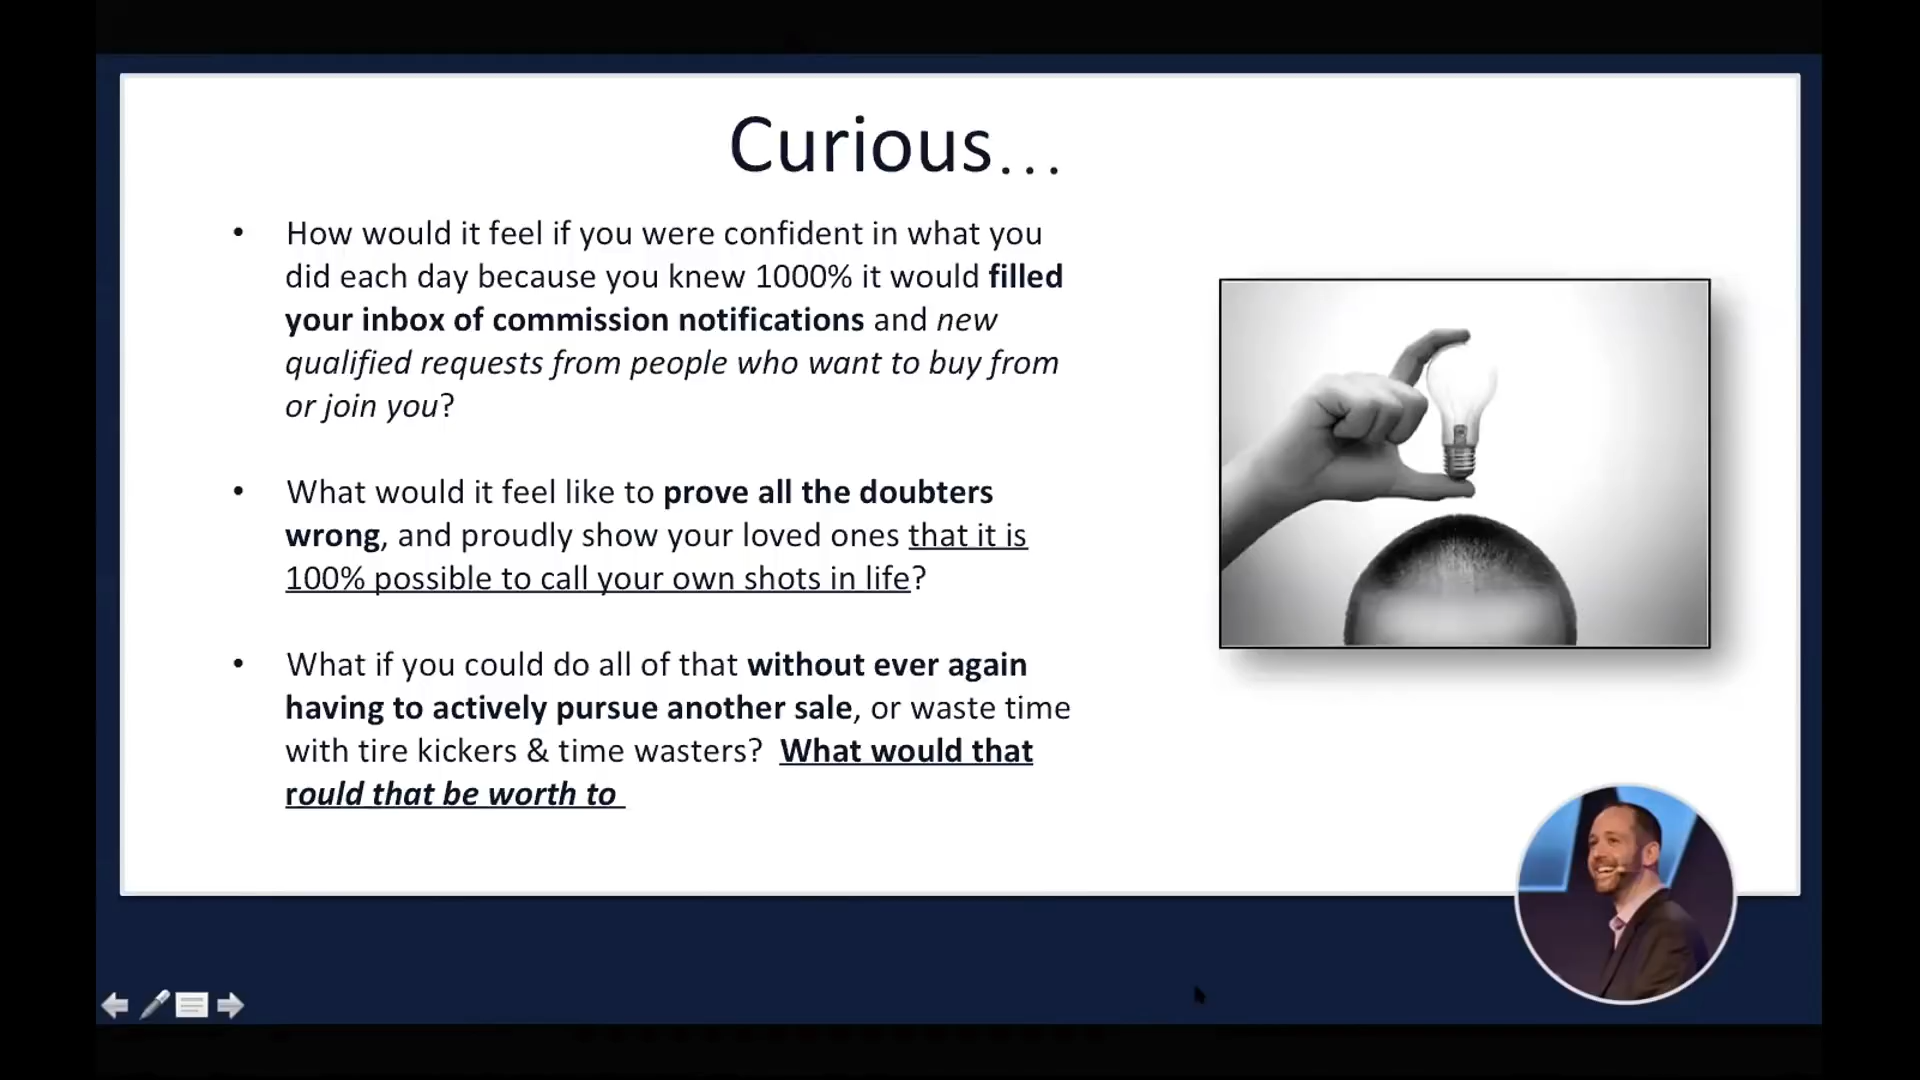 Curious...
• How would it feel if you were confident in what you
did each day because you knew 1000% it would filled
your inbox of commission notifications and new
qualified requests from people who want to buy from
or join you?
• What would it feel like to prove all the doubters
wrong, and proudly show your loved ones that it is
100% possible to call your own shots in life?
• What if you could do all of that without ever again
having to actively pursue another sale, or waste time
with tire kickers & time wasters? What would that
rould that be worth to